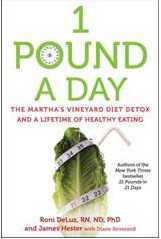 1
POUND
A DAY
THE MARTHA'S VINEYARD DIET DETOX
AND A LIFETIME OF HEALTHY EATING
Authors of the
New York Times
bestseller
21 Pounds in
21 Days
Roni DeLuz, RN, ND, PhD
and James Hester with Diane Reverand